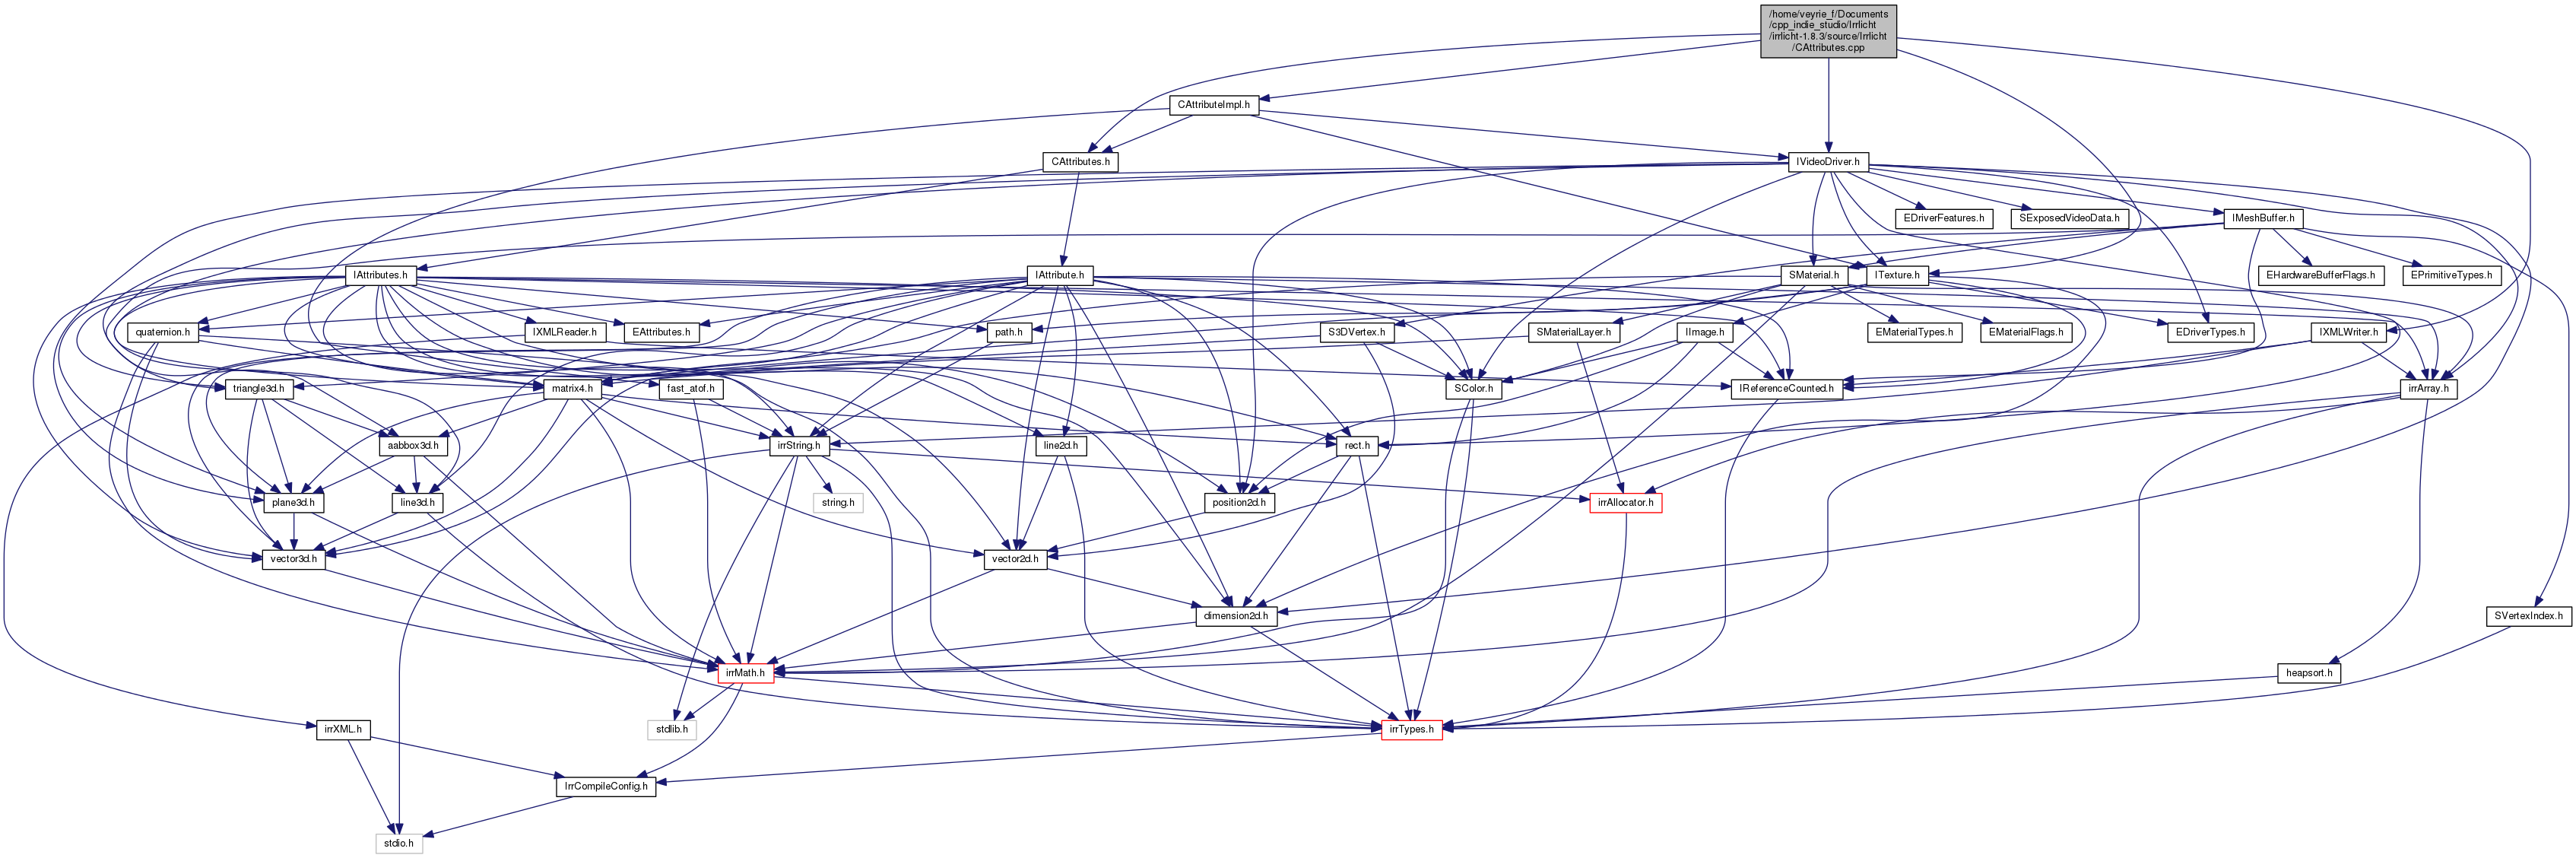 /home/veyrie_f/Documents
/cpp_indie_studio/Irrlicht
/irrlicht-1.8.3/source/Irrlicht
/CAttributes.cpp
CAttributeImpl.h
CAttributes.h
IVideoDriver.h
EDriverFeatures.h
SExposedVideoData.h
IMeshBuffer.h
IAttributes.h
IAttribute.h
SMaterial.h
ITexture.h
EHardwareBufferFlags.h
EPrimitiveTypes.h
quaternion.h
IXMLReader.h
EAttributes.h
path.h
S3DVertex.h
SMaterialLayer.h
IImage.h
EMaterialTypes.h
EMaterialFlags.h
EDriverTypes.h
IXMLWriter.h
triangle3d.h
matrix4.h
fast_atof.h
SColor.h
IReferenceCounted.h
irrArray.h
aabbox3d.h
irrString.h
line2d.h
rect.h
plane3d.h
line3d.h
string.h
position2d.h
irrAllocator.h
vector3d.h
vector2d.h
dimension2d.h
SVertexIndex.h
irrMath.h
heapsort.h
irrXML.h
stdlib.h
irrTypes.h
IrrCompileConfig.h
stdio.h